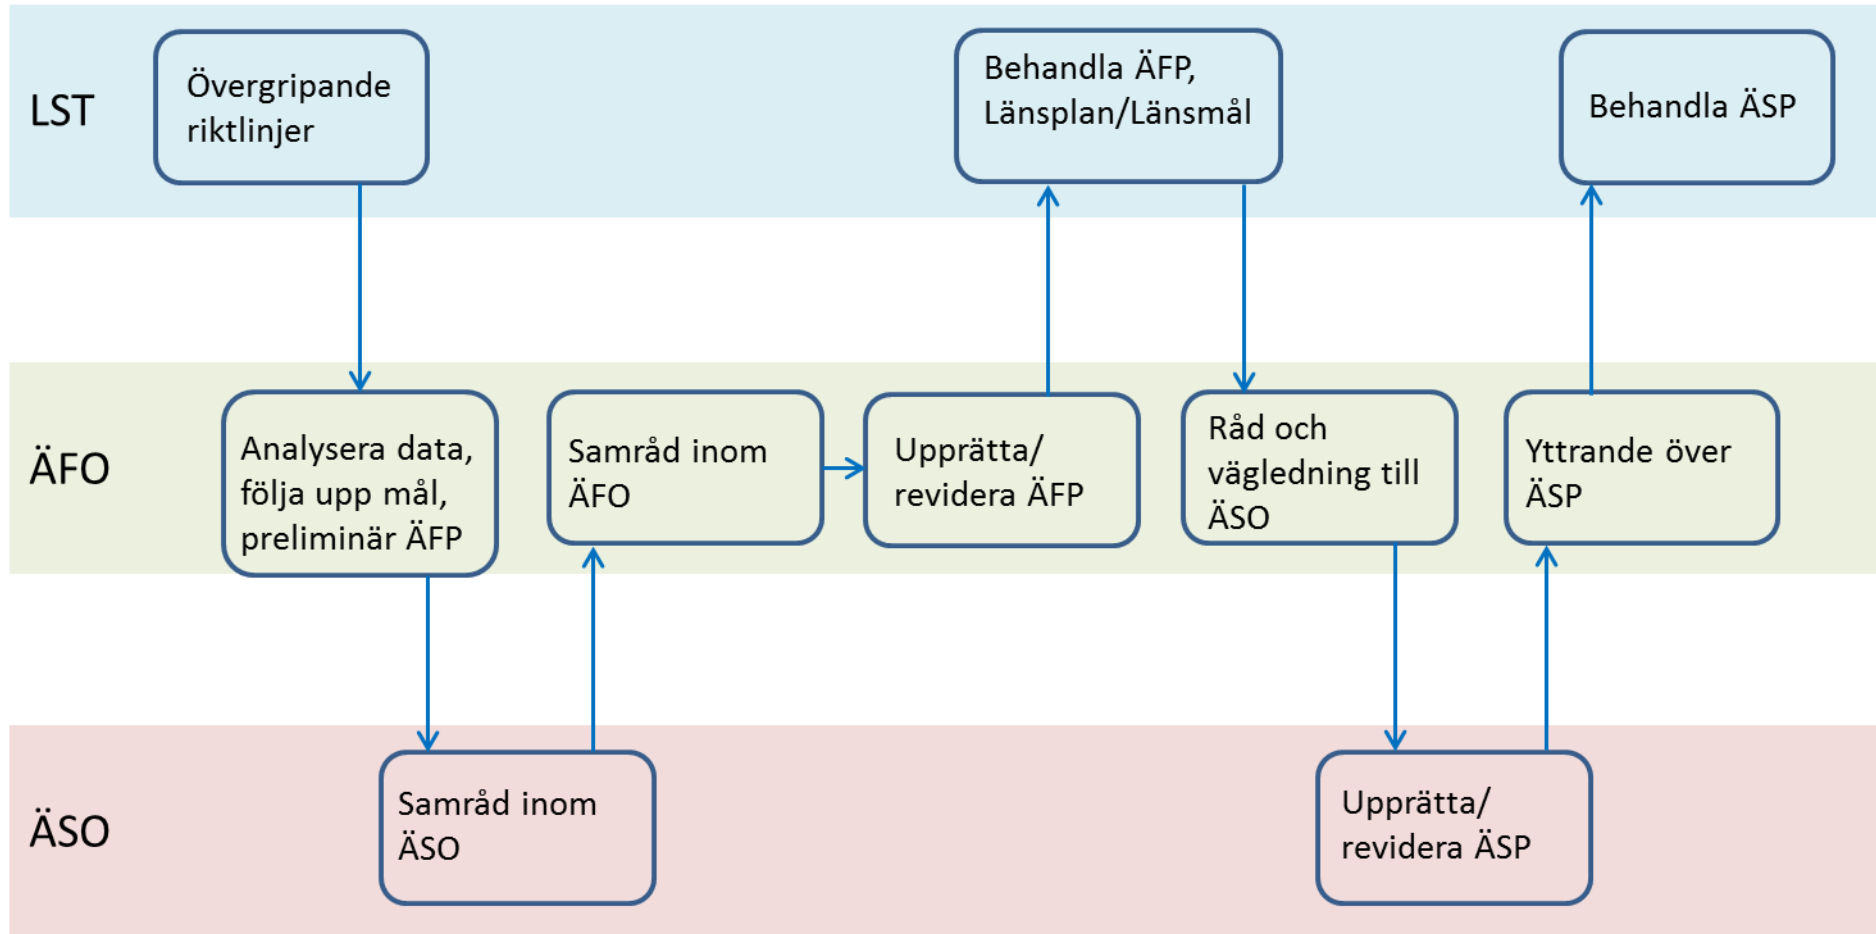 LST
Övergripande
riktlinjer
Behandla ÄFP,
Länsplan/Länsmål
Behandla ÄSP
ÄFO
Analysera data,
följa upp mål,
preliminär ÄFP
Samråd inom
ÄFO
Upprätta/
revidera ÄFP
Råd och
vägledning till
ÄSO
Yttrande över
ÄSP
ÄSO
Samråd inom
ÄSO
Upprätta/
revidera ÄSP